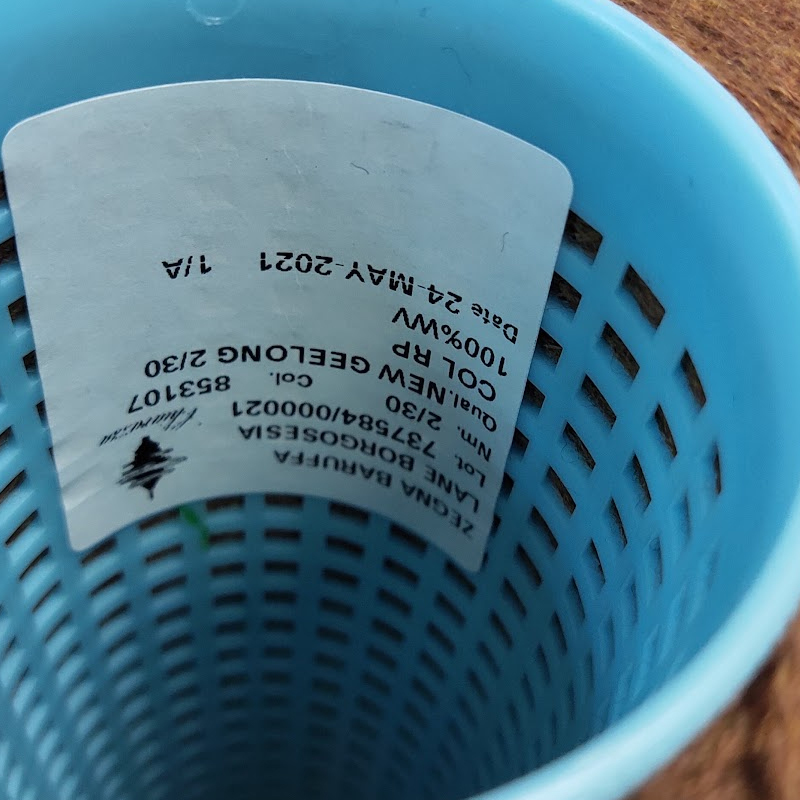 ZEGNA BARUFFA
LANE BORGOSESIA
Chiavazza
Lot. 737584/000021
Nm. 2/30 Col. 853107
Qual. NEW GEELONG 2/30
COL RP
100%WV
Date 24-MAY-2021 1/A